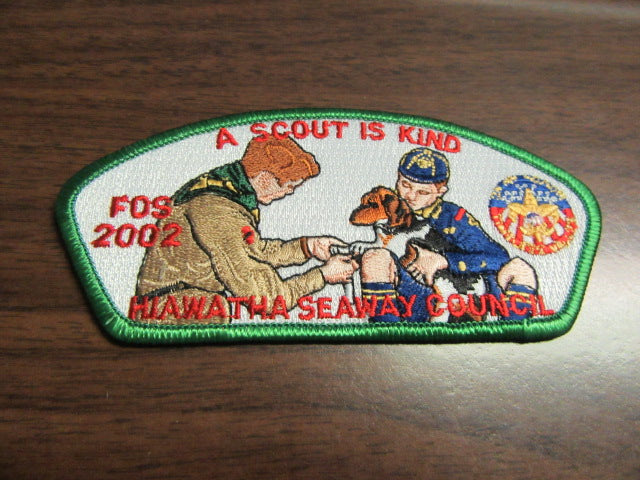 A SCOUT IS KIND
FOS
2002
HIAWATHA SEAWAY COUNCIL